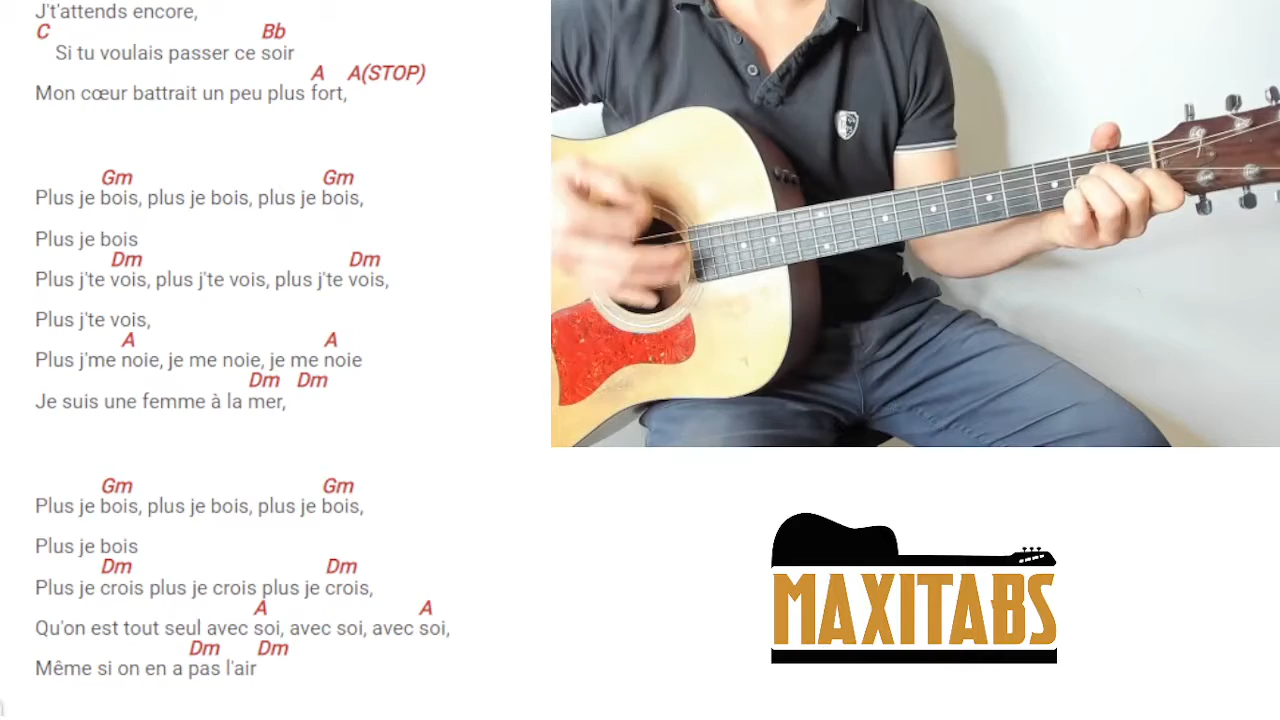 J't'attends encore,
C Bb
Si tu voulais passer ce soir
A A(STOP)
Mon cœur battrait un peu plus fort,
Gm Gm
Plus je bois, plus je bois, plus je bois,
Plus je bois
Dm Dm
Plus j'te vois, plus j'te vois, plus j'te vois,
Plus j'te vois,
A A
Plus j'me noie, je me noie, je me noie
Dm Dm
Je suis une femme à la mer,
Gm Gm
Plus je bois, plus je bois, plus je bois,
Plus je bois
Dm Dm
Plus je crois plus je crois plus je crois,
A A
Qu'on est tout seul avec soi, avec soi, avec soi,
Dm Dm
Même si on en a pas l'air
MAXITABS